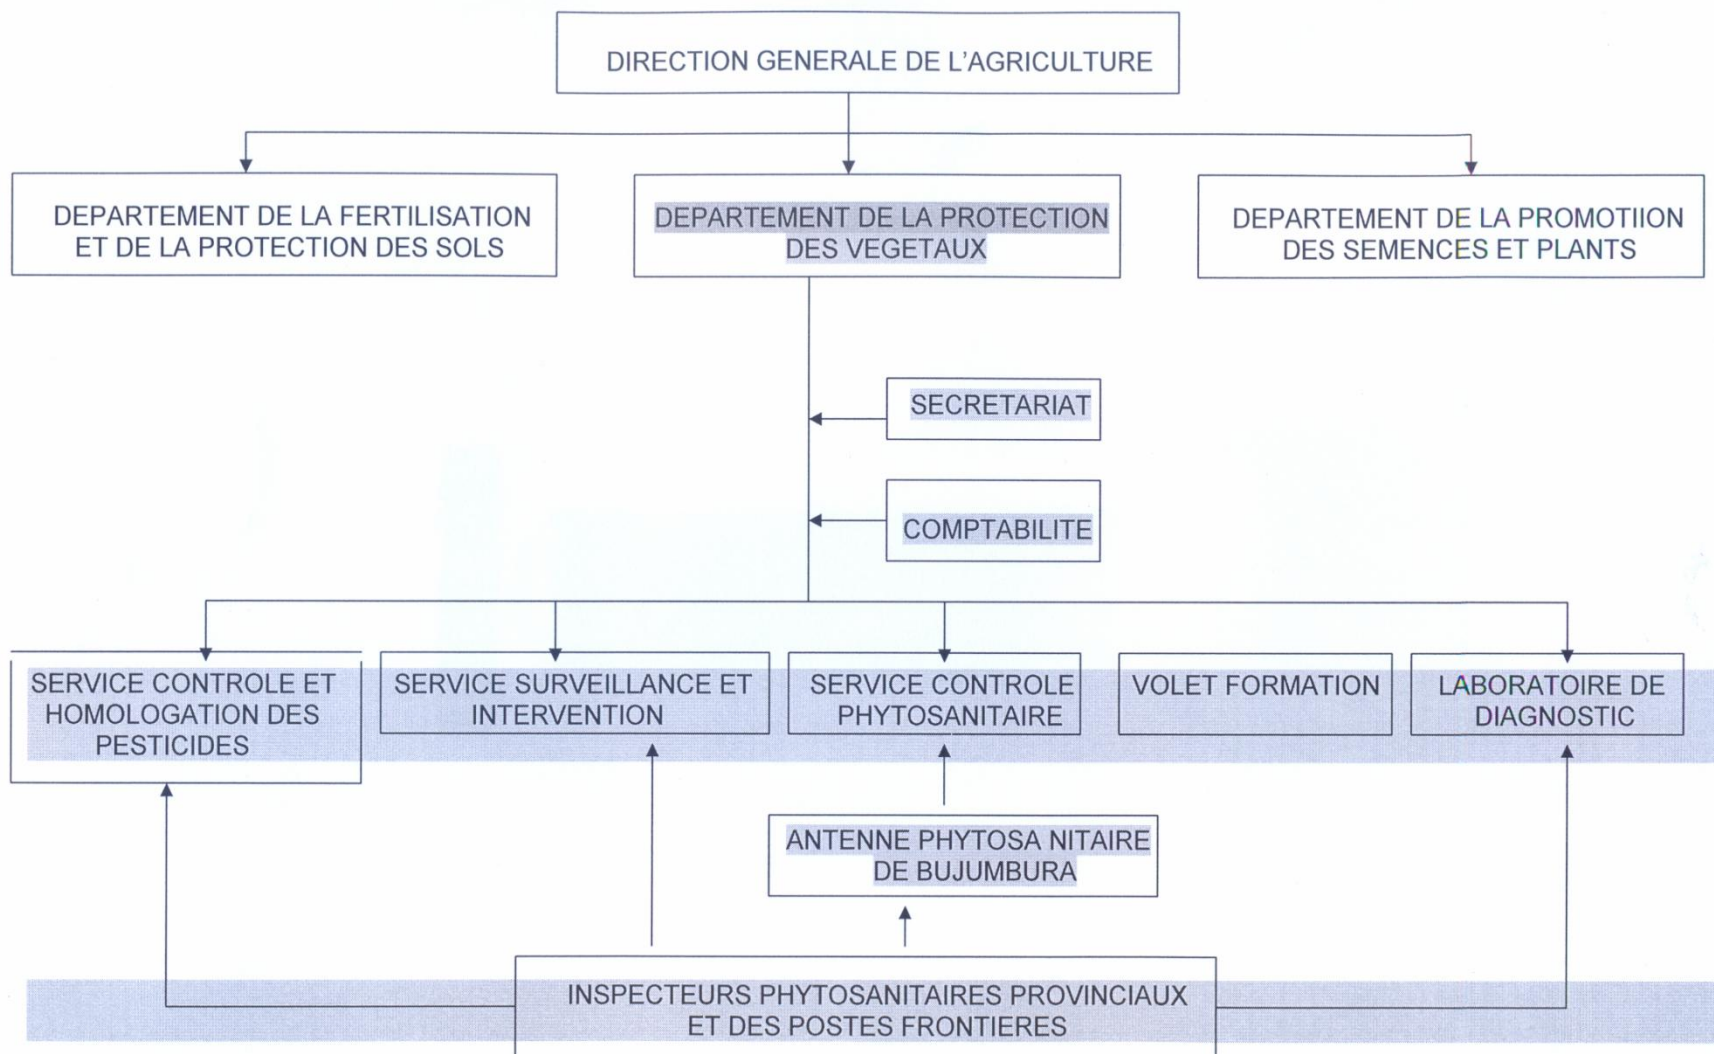 DIRECTION GENERALE DE L'AGRICULTURE
DEPARTEMENT DE LA FERTILISATION
ET DE LA PROTECTION DES SOLS
DEPARTEMENT DE LA PROTECTION
DES VEGETAUX
DEPARTEMENT DE LA PROMOTIION
DES SEMENCES ET PLANTS
SECRETARIAT
COMPTABILITE
SERVICE CONTROLE ET
HOMOLOGATION DES
PESTICIDES
SERVICE SURVEILLANCE ET
INTERVENTION
SERVICE CONTROLE
PHYTOSANITAIRE
VOLET FORMATION
LABORATOIRE DE
DIAGNOSTIC
ANTENNE PHYTOSA NITAIRE
DE BUJUMBURA
INSPECTEURS PHYTOSANITAIRES PROVINCIAUX
ET DES POSTES FRONTIERES